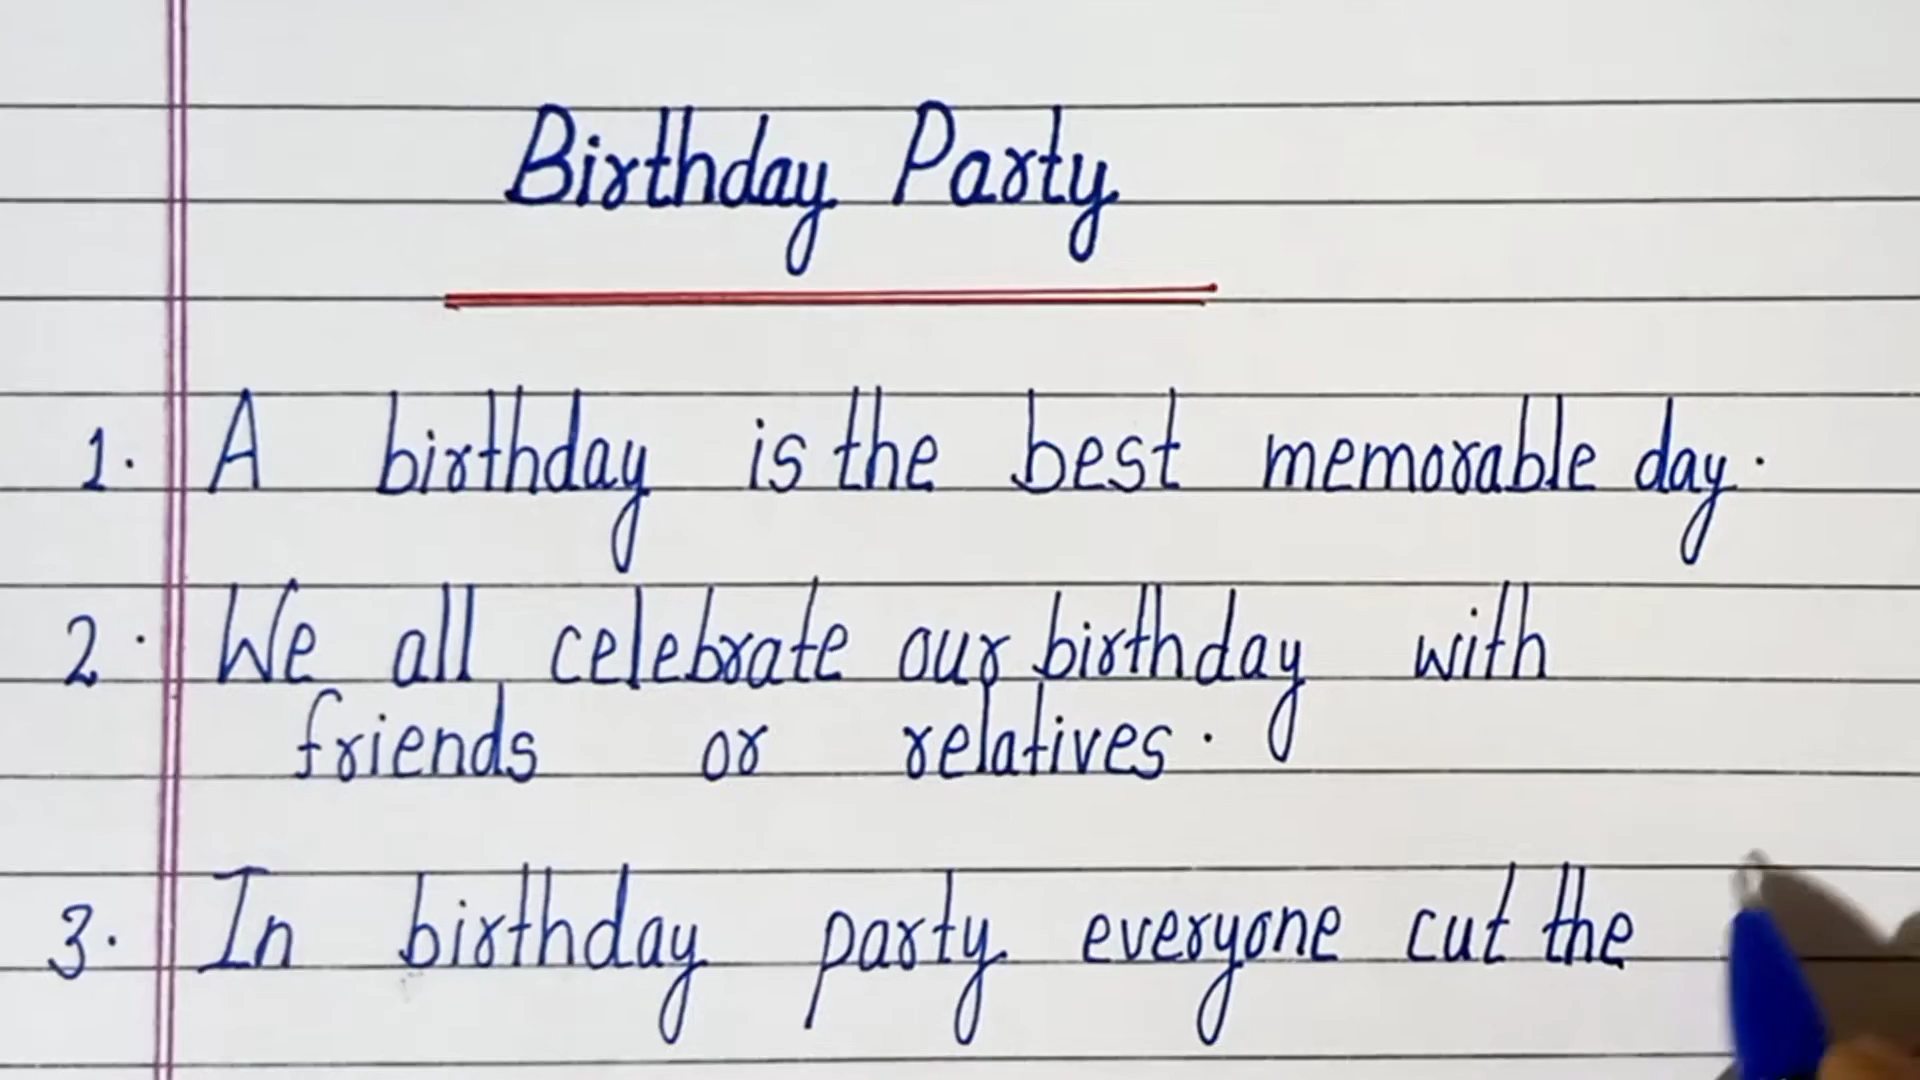 Birthday Party
1. A birthday is the best memorable day.
2. We all celebrate our birthday with
friends or relatives.
3. In birthday party everyone cut the